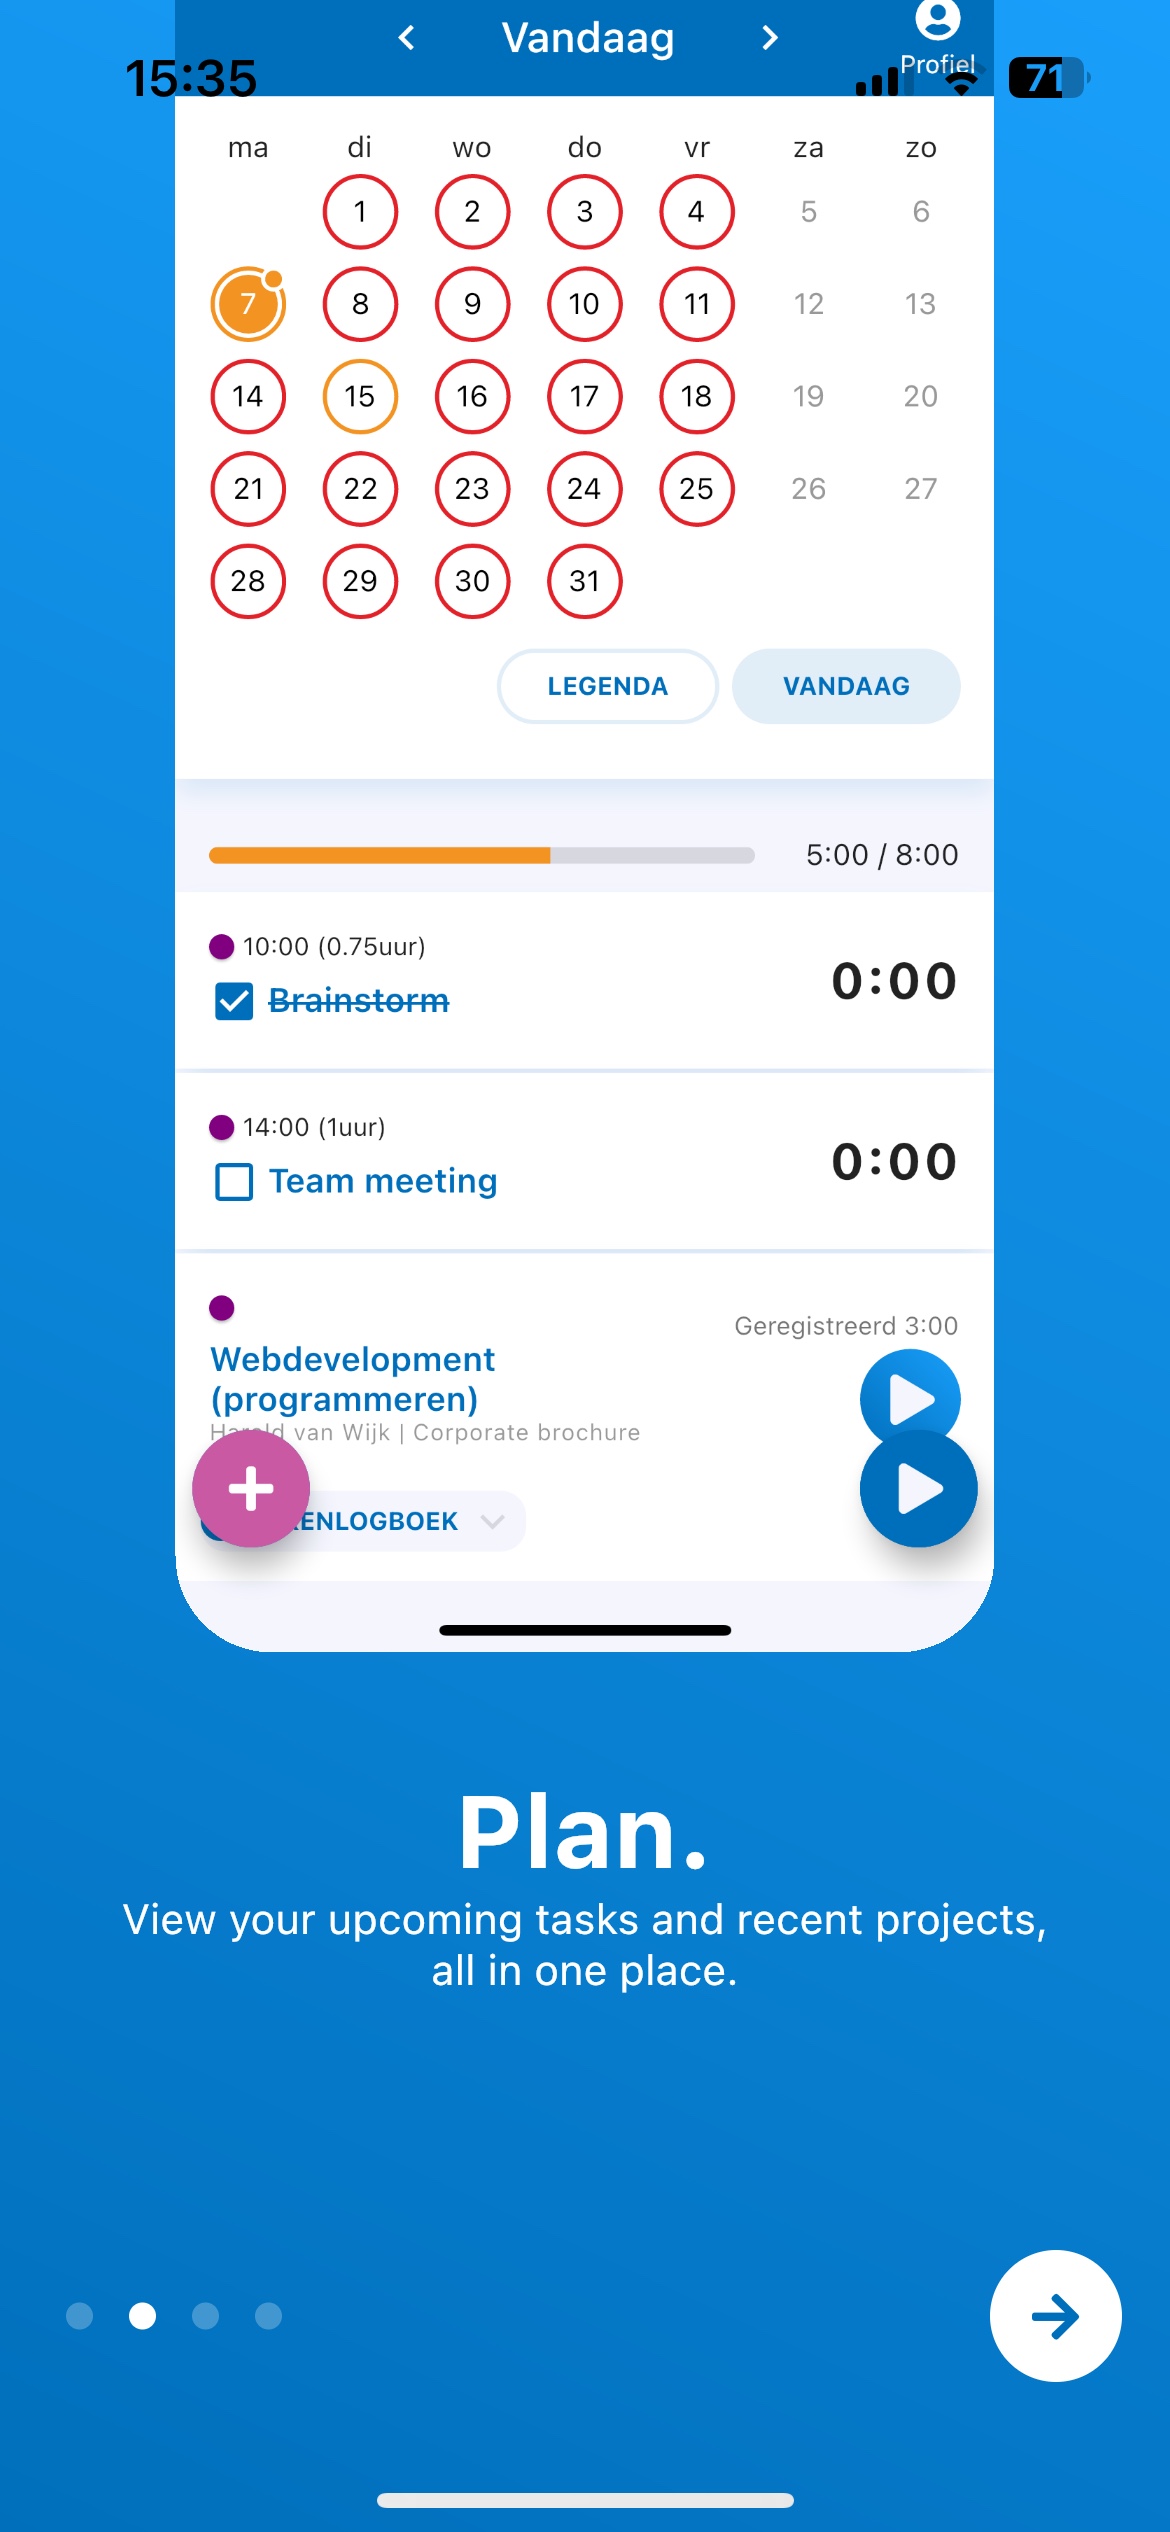 Vandaag
Profiel
15:35
71
ma di wo do vr za zo
1 2 3 4 5 6
7 8 9 10 11 12 13
14 15 16 17 18 19 20
21 22 23 24 25 26 27
28 29 30 31
LEGENDA VANDAAG
5:00 / 8:00
10:00 (0.75uur)
Brainstorm
0:00
14:00 (1uur)
Team meeting
0:00
Geregistreerd 3:00
Webdevelopment
(programmeren)
van Wijk | Corporate brochure
Plan.
View your upcoming tasks and recent projects,
all in one place.